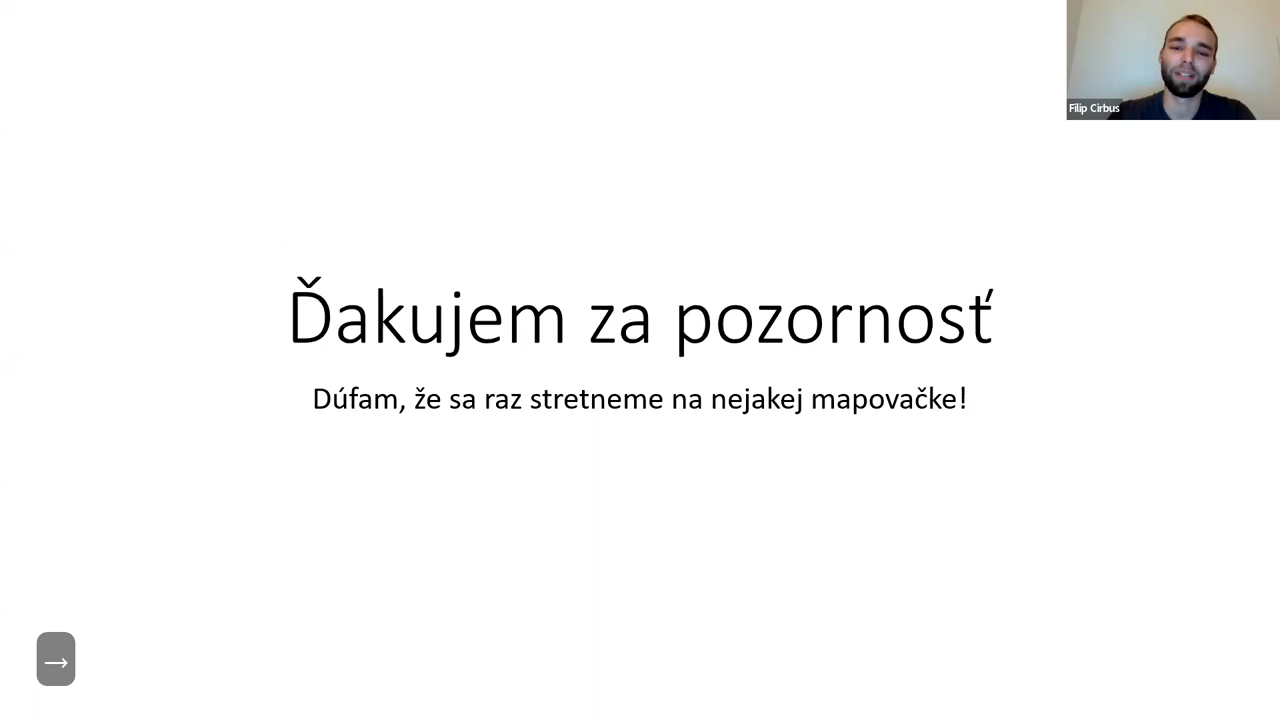 Filip Cirbus
Ďakujem za pozornosť
Dúfam, že sa raz stretneme na nejakej mapovačke!
→